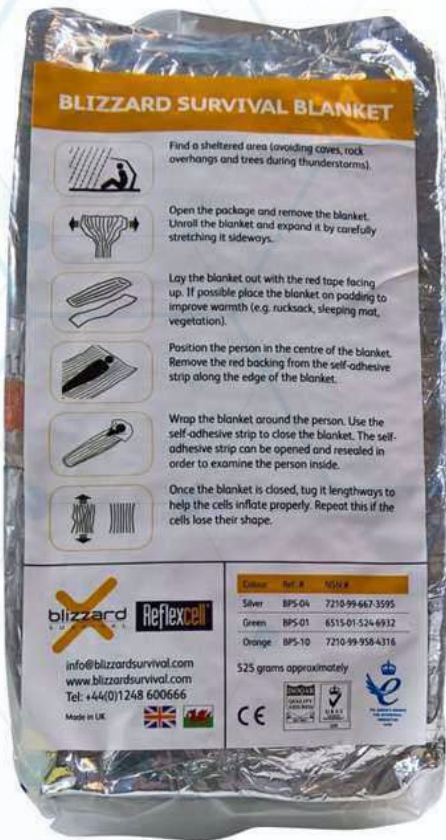 BLIZZARD SURVIVAL BLANKET
Find a sheltered area (avoiding caves, rock
overhangs and trees during thunderstorms).
Open the package and remove the blanket.
Unroll the blanket and expand it by carefully
stretching it sideways.
Lay the blanket out with the red tape facing
up. If possible place the blanket on padding to
improve warmth (e.g. rucksack, sleeping mat,
vegetation).
Position the person in the centre of the blanket.
Remove the red backing from the self-adhesive
strip along the edge of the blanket.
Wrap the blanket around the person. Use the
self-adhesive strip to close the blanket. The self-
adhesive strip can be opened and resealed in
order to examine the person inside.
Once the blanket is closed, tug it lengthways to
help the cells inflate properly. Repeat this if the
cells lose their shape.
blizzard
SURVIVAL
Reflexcell
info@blizzardsurvival.com
www.blizzardsurvival.com
Tel: +44(0)1248 600666
Made in UK
Colour Ref. # NSN #
Silver BPS-04 7210-99-667-3595
Green BPS-01 6515-01-524-6932
Orange BPS-10 7210-99-958-4316
525 grams approximately
CE